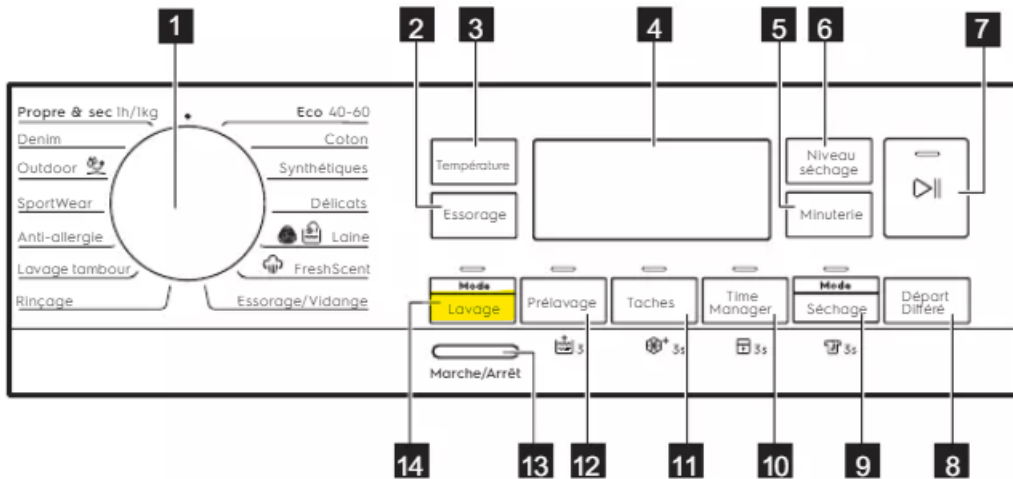 1
2
3
4
5
6
7
Propre & sec 1h/1kg
Denim
Outdoor
SportWear
Anti-allergie
Lavage tambour
Rinçage
Eco 40-60
Coton
Synthétiques
Délicats
Laine
FreshScent
Essorage/Vidange
Température
Essorage
Niveau
séchage
Minuterie
Mode
Lavage
Prélavage
Taches
Time
Manager
Mode
Séchage
Départ
Différé
3
3s
3s
3s
Marche/Arrêt
14
13
12
11
10
9
8